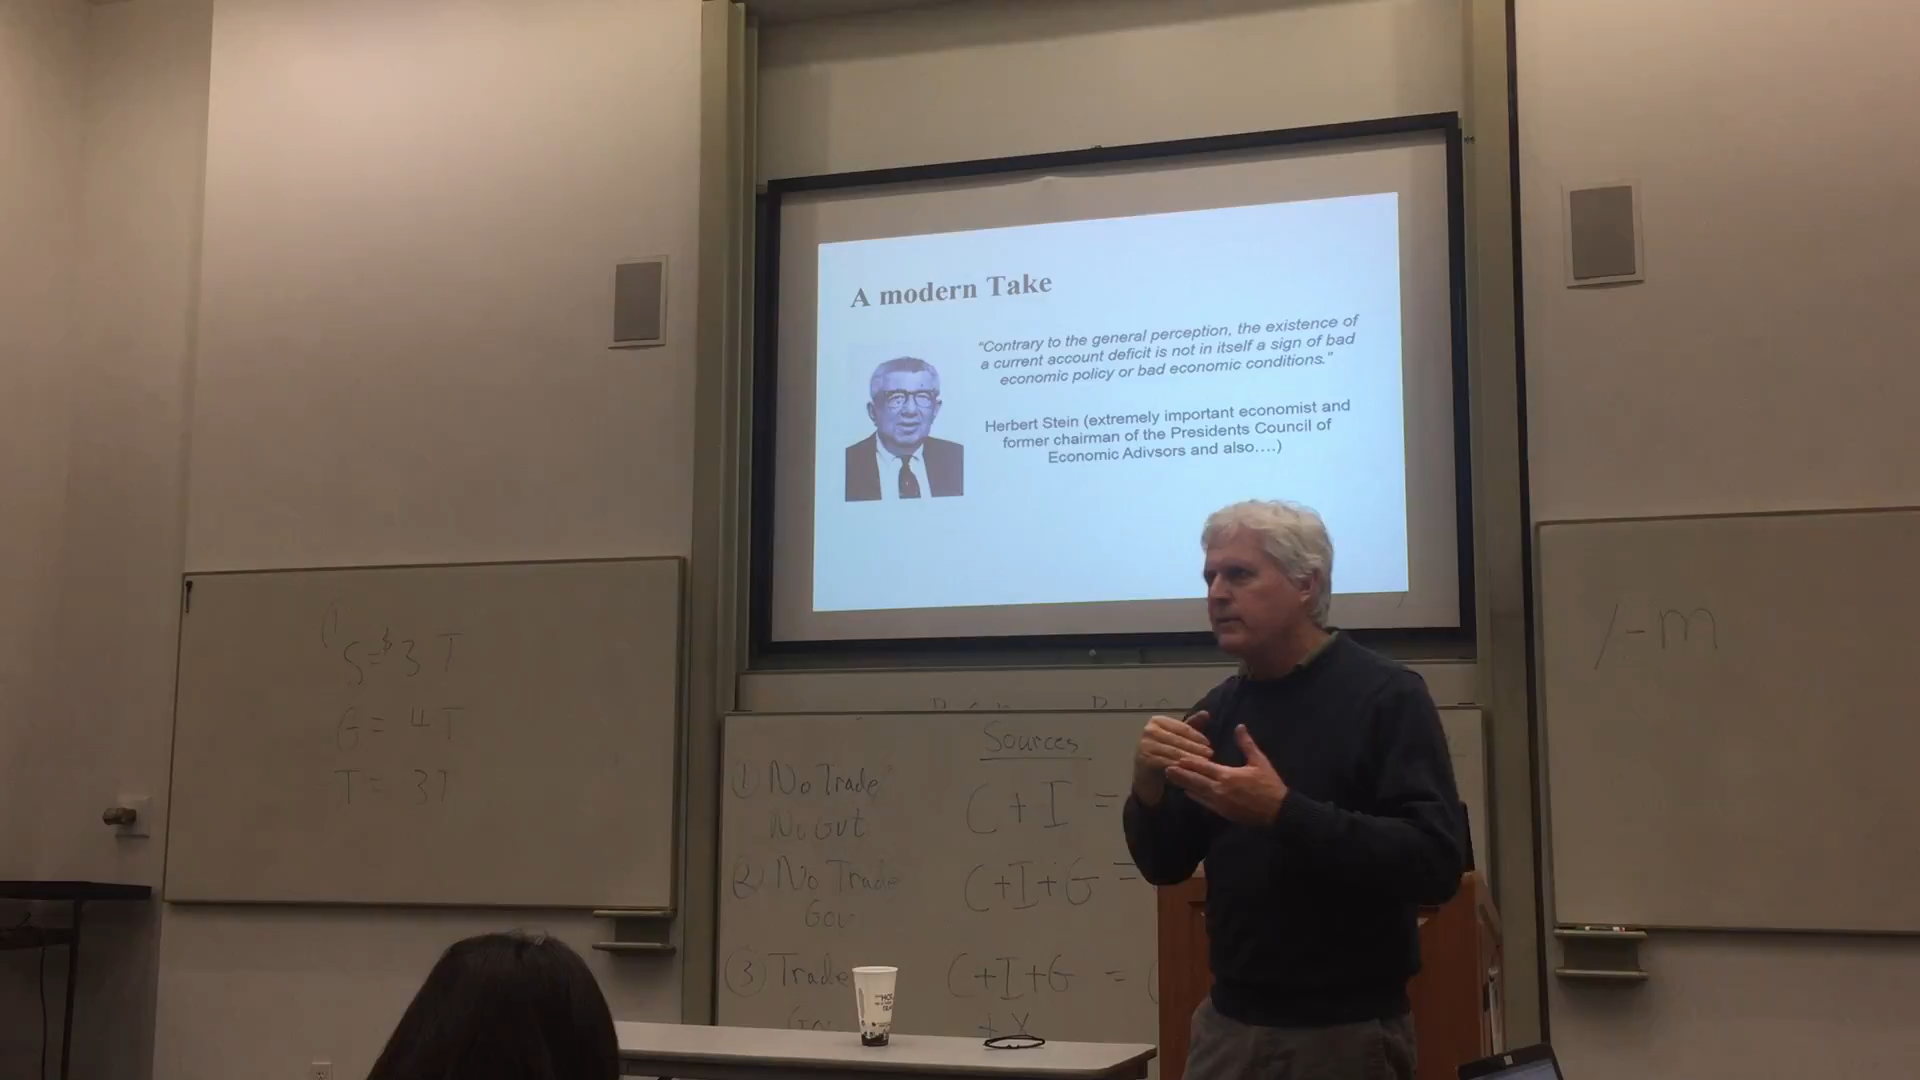 A modern Take
"Contrary to the general perception, the existence of
a current account deficit is not in itself a sign of bad
economic policy or bad economic conditions."
Herbert Stein (extremely important economist and
former chairman of the Presidents Council of
Economic Adivsors and also....)
S=$3 T
G= 4T
T= 3T
Sources
① No Trade
No Gvt
C+I =
② No Trade
Gov
C+I+G =
③ Trade
C+I+G =
+ X
/-m